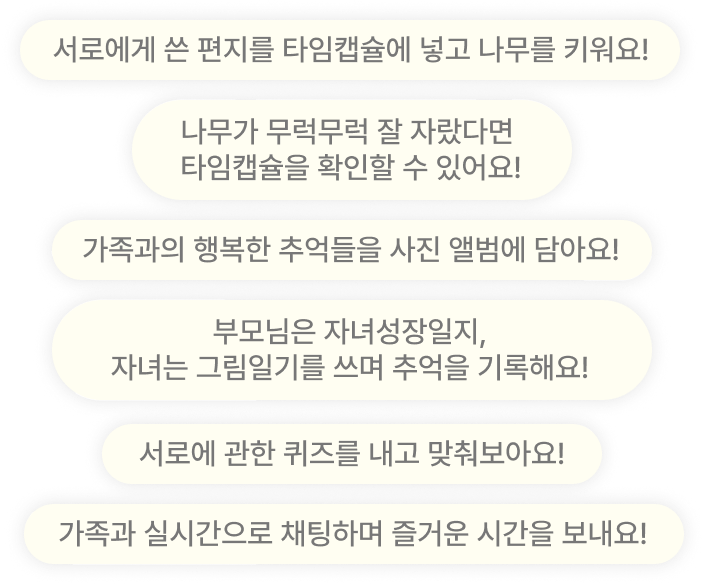 서로에게 쓴 편지를 타임캡슐에 넣고 나무를 키워요!
나무가 무럭무럭 잘 자랐다면
타임캡슐을 확인할 수 있어요!
가족과의 행복한 추억들을 사진 앨범에 담아요!
부모님은 자녀성장일지,
자녀는 그림일기를 쓰며 추억을 기록해요!
서로에 관한 퀴즈를 내고 맞춰보아요!
가족과 실시간으로 채팅하며 즐거운 시간을 보내요!